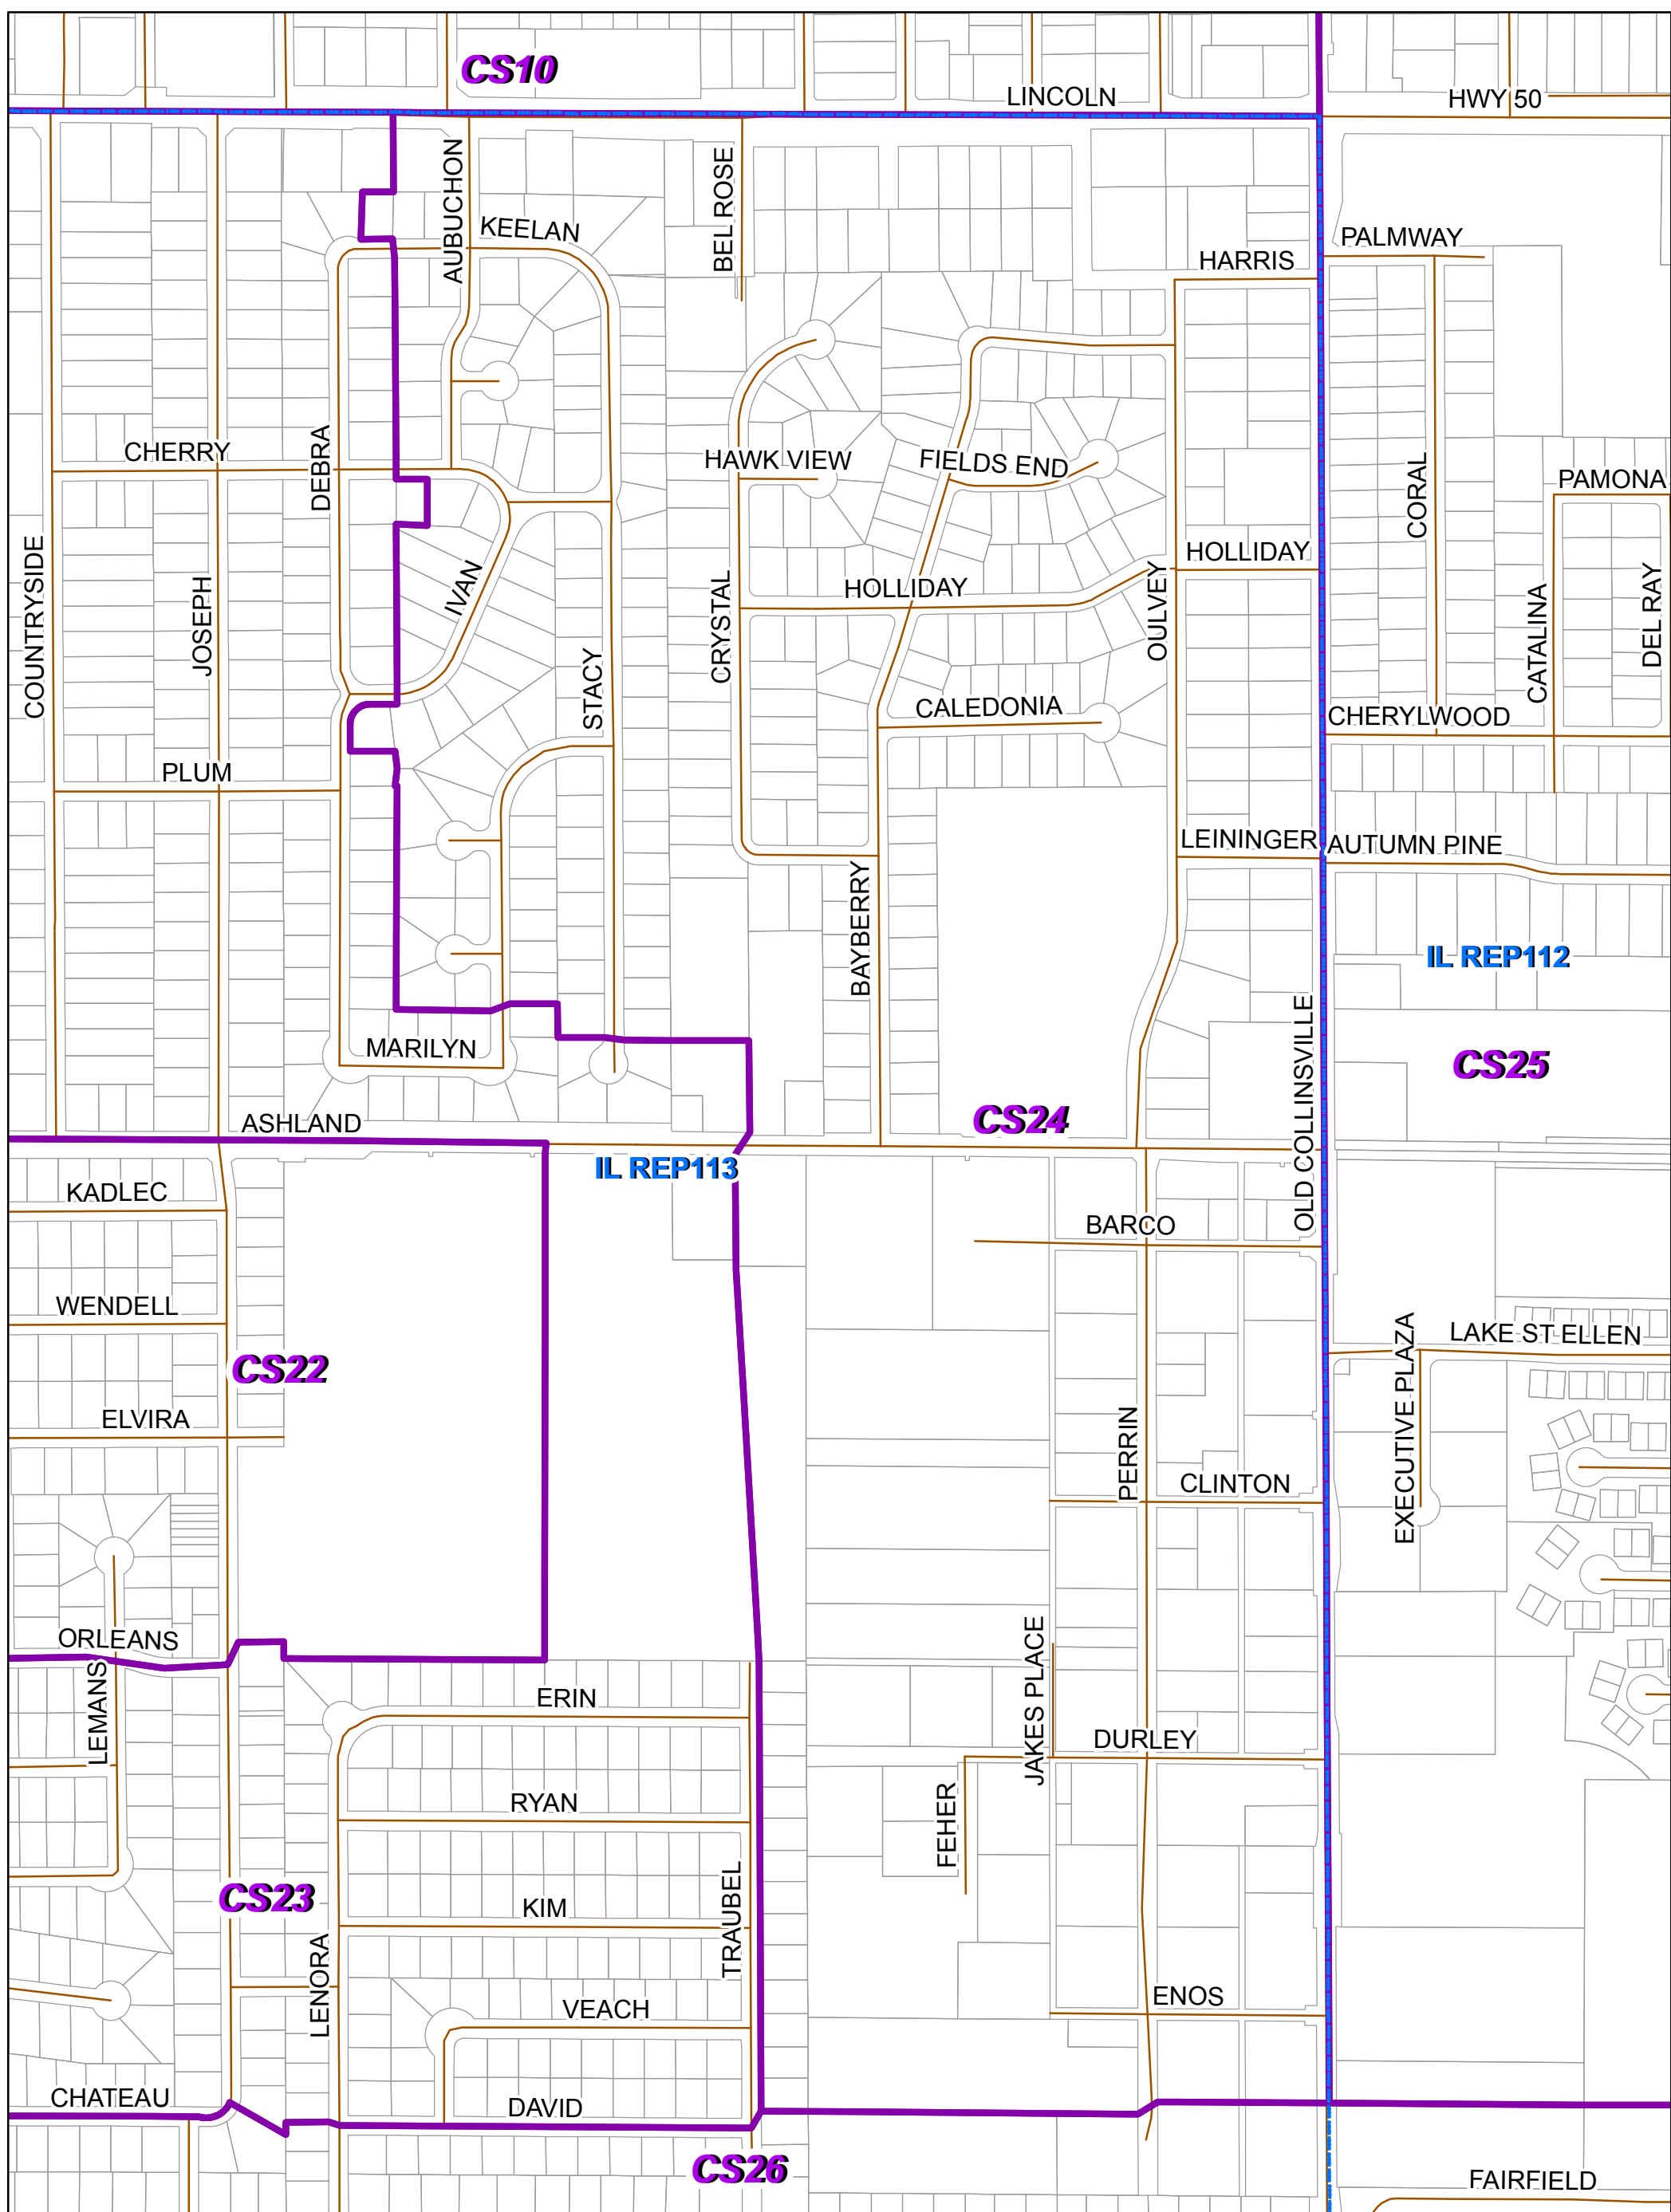 CS10
LINCOLN
HWY 50
AUBUCHON
KEELAN
BEL ROSE
PALMWAY
HARRIS
CHERRY
DEBRA
HAWK VIEW
FIELDS END
CORAL
PAMONA
COUNTRYSIDE
JOSEPH
IVAN
CRYSTAL
HOLLIDAY
HOLLIDAY
OULVEY
CATALINA
DEL RAY
STACY
CALEDONIA
CHERYLWOOD
PLUM
LEININGER
AUTUMN PINE
BAYBERRY
IL REP112
MARILYN
OLD COLLINSVILLE
CS25
ASHLAND
CS24
IL REP113
KADLEC
BARCO
WENDELL
EXECUTIVE PLAZA
LAKE ST ELLEN
CS22
ELVIRA
PERRIN
CLINTON
ORLEANS
LEMANS
ERIN
JAKES PLACE
DURLEY
RYAN
FEHER
CS23
KIM
TRAUBEL
LENORA
VEACH
ENOS
CHATEAU
DAVID
CS26
FAIRFIELD